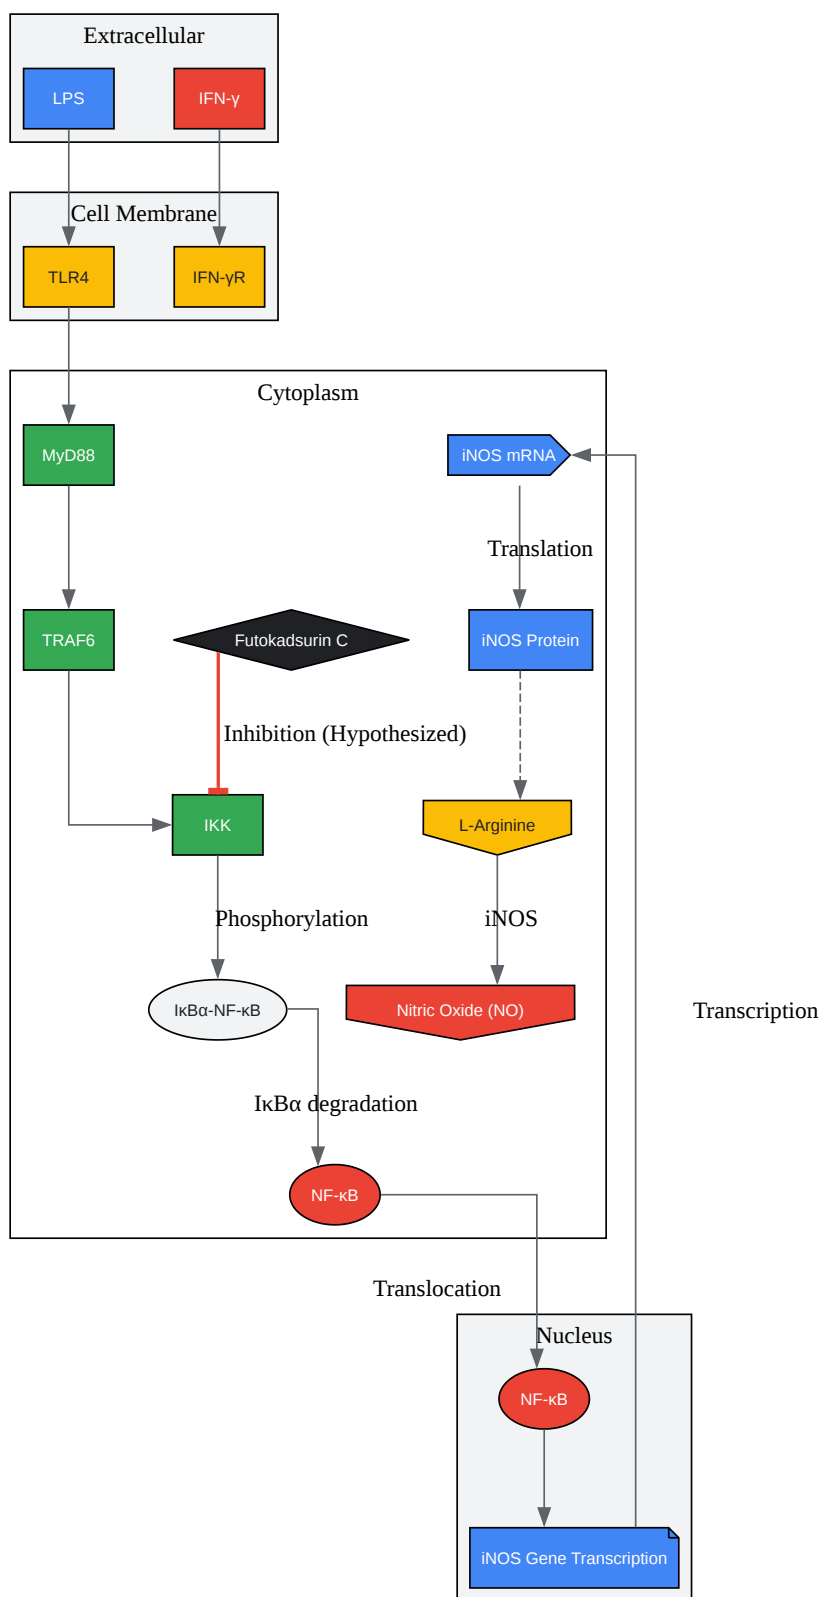 Extracellular
LPS
IFN-γ
Cell Membrane
TLR4
IFN-γR
Cytoplasm
MyD88
iNOS mRNA
Translation
TRAF6
Futokadsurin C
iNOS Protein
Inhibition (Hypothesized)
IKK
L-Arginine
Phosphorylation
iNOS
IκBα-NF-κB
Nitric Oxide (NO)
Transcription
IκBα degradation
NF-κB
Translocation
Nucleus
NF-κB
iNOS Gene Transcription